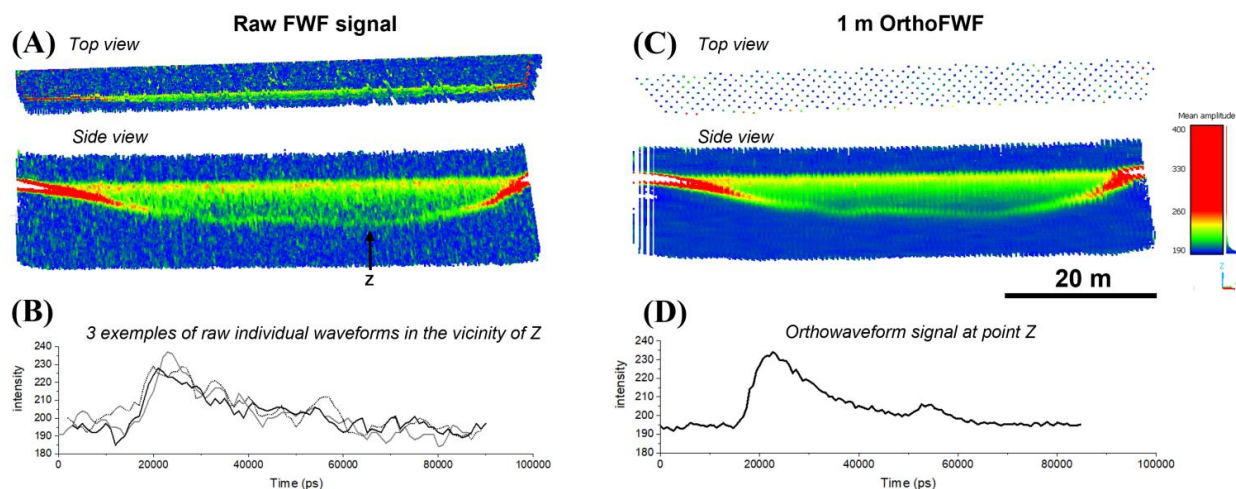 Raw FWF signal
(A)
Top view
Side view
Z
(B)
3 exemples of raw individual waveforms in the vicinity of Z
intensity
240
230
220
210
200
190
180
0 20000 40000 60000 80000 100000
Time (ps)
1 m OrthoFWF
(C)
Top view
Side view
Mean amplitude
400
330
260
190
Z
20 m
(D)
Orthowaveform signal at point Z
intensity
240
230
220
210
200
190
180
0 20000 40000 60000 80000 100000
Time (ps)